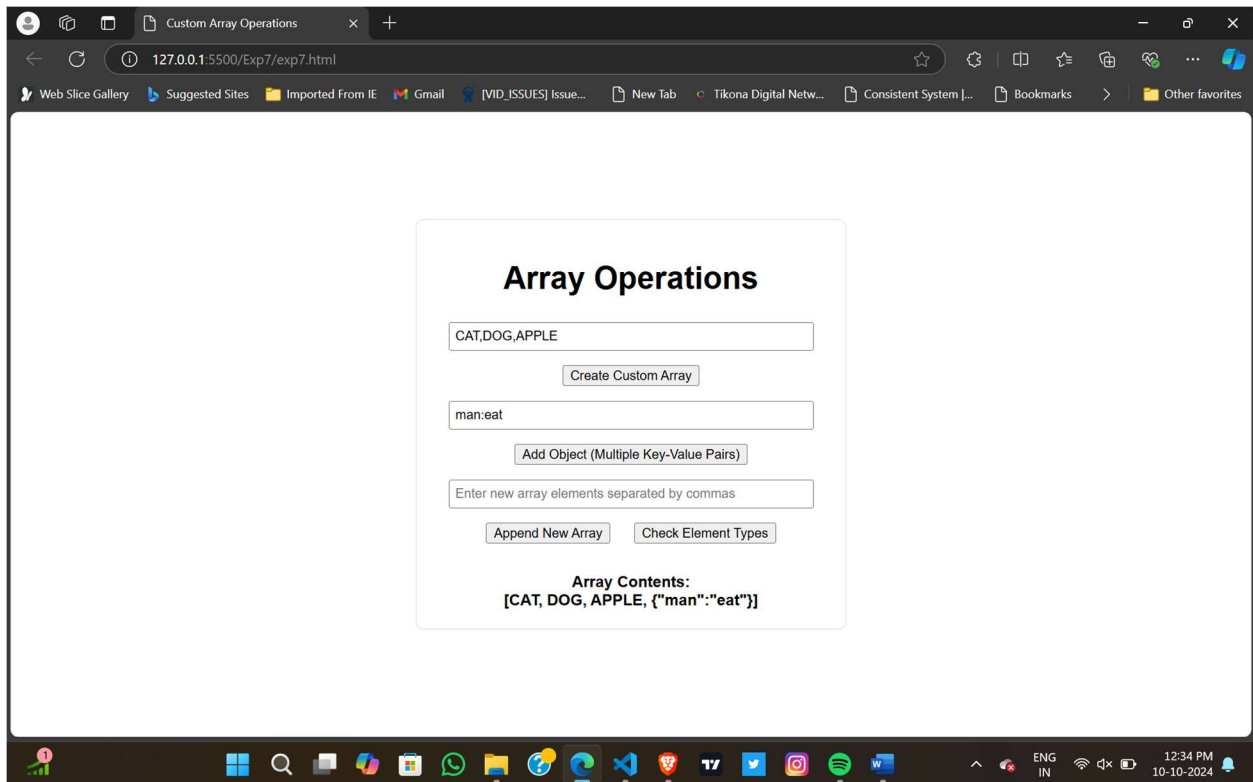 Custom Array Operations
127.0.0.1:5500/Exp7/exp7.html
Web Slice Gallery Suggested Sites Imported From IE Gmail [VID_ISSUES] Issue... New Tab Tikona Digital Netw... Consistent System |... Bookmarks Other favorites
Array Operations
CAT,DOG,APPLE
Create Custom Array
man:eat
Add Object (Multiple Key-Value Pairs)
Enter new array elements separated by commas
Append New Array Check Element Types
Array Contents:
[CAT, DOG, APPLE, {"man":"eat"}]
1
ENG
IN
12:34 PM
10-10-2024